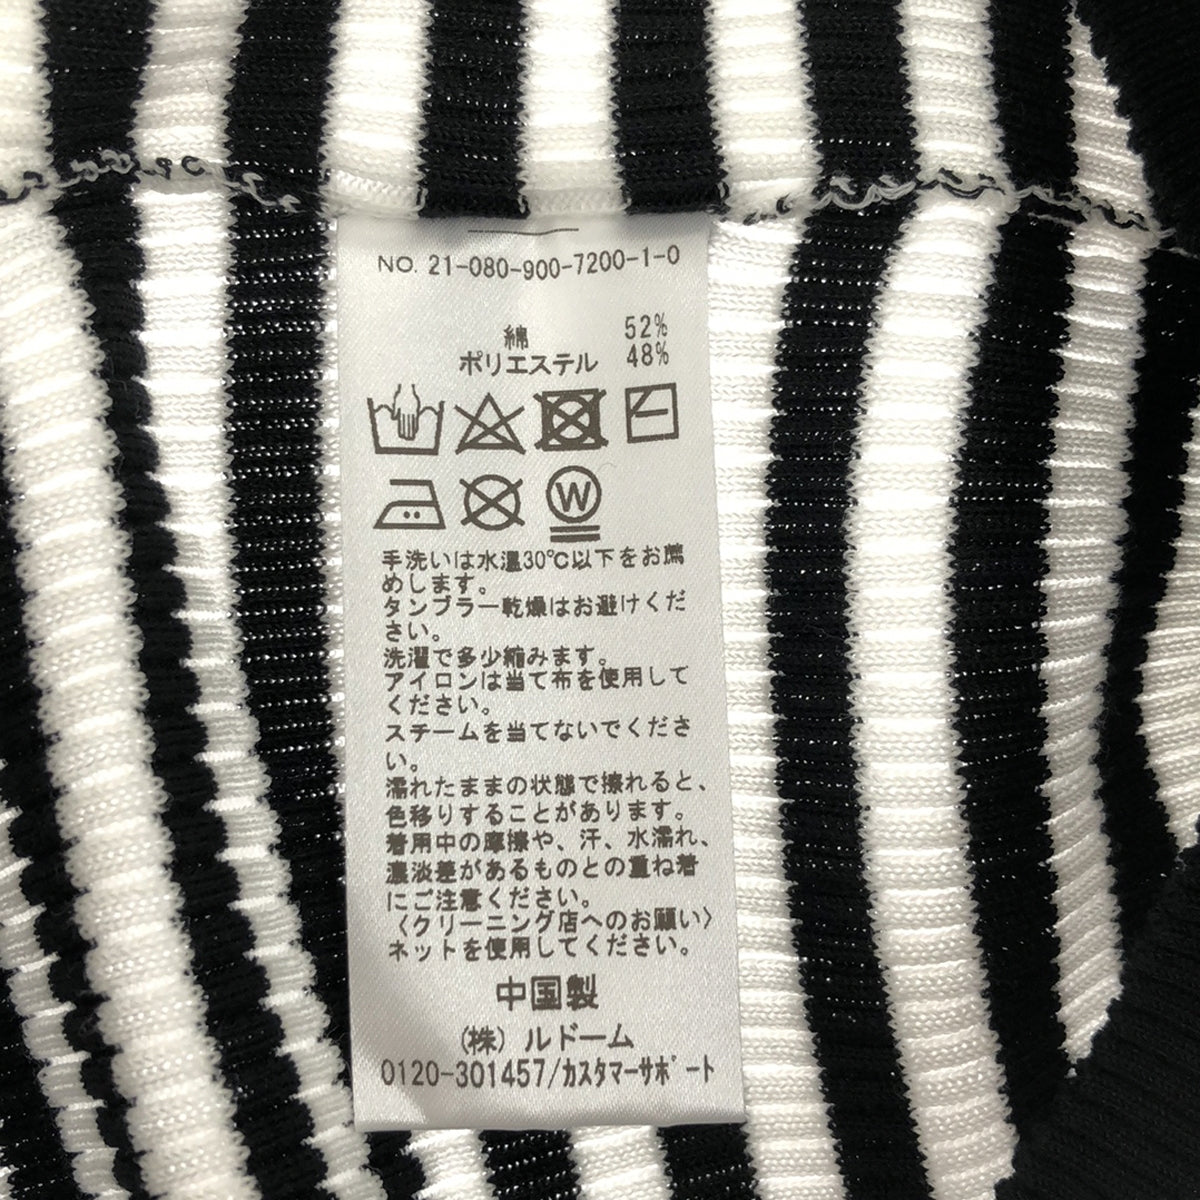 NO. 21-080-900-7200-1-0
綿 52%
ポリエステル 48%
W
手洗いは水温30℃以下をお薦
めします。
タンブラー乾燥はお避けくだ
さい。
洗濯で多少縮みます。
アイロンは当て布を使用して
ください。
スチームを当てないでくださ
い。
濡れたままの状態で擦れると、
色移りすることがあります。
着用中の摩擦や、汗、水濡れ、
濃淡差があるものとの重ね着
にご注意ください。
〈クリーニング店へのお願い〉
ネットを使用してください。
中国製
(株)ルドーム
0120-301457/カスタマーサポート